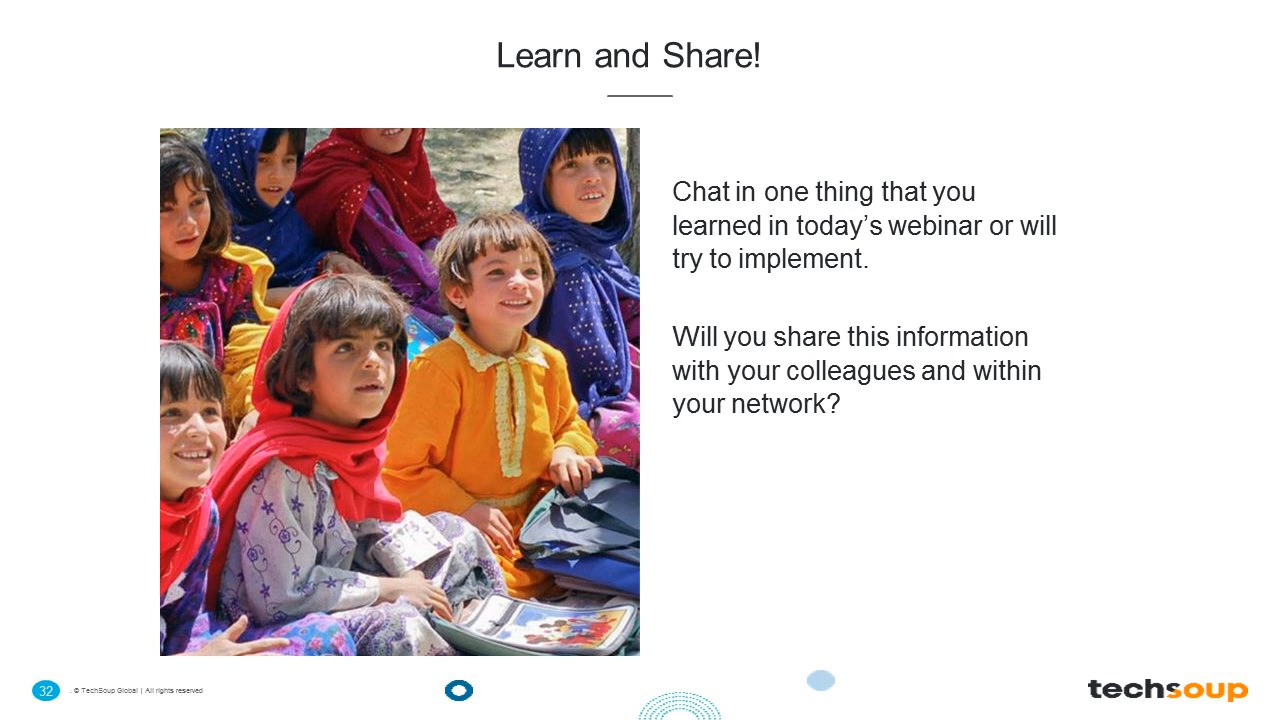 Learn and Share!
Chat in one thing that you
learned in today’s webinar or will
try to implement.
Will you share this information
with your colleagues and within
your network?
32
. © TechSoup Global | All rights reserved
techsoup